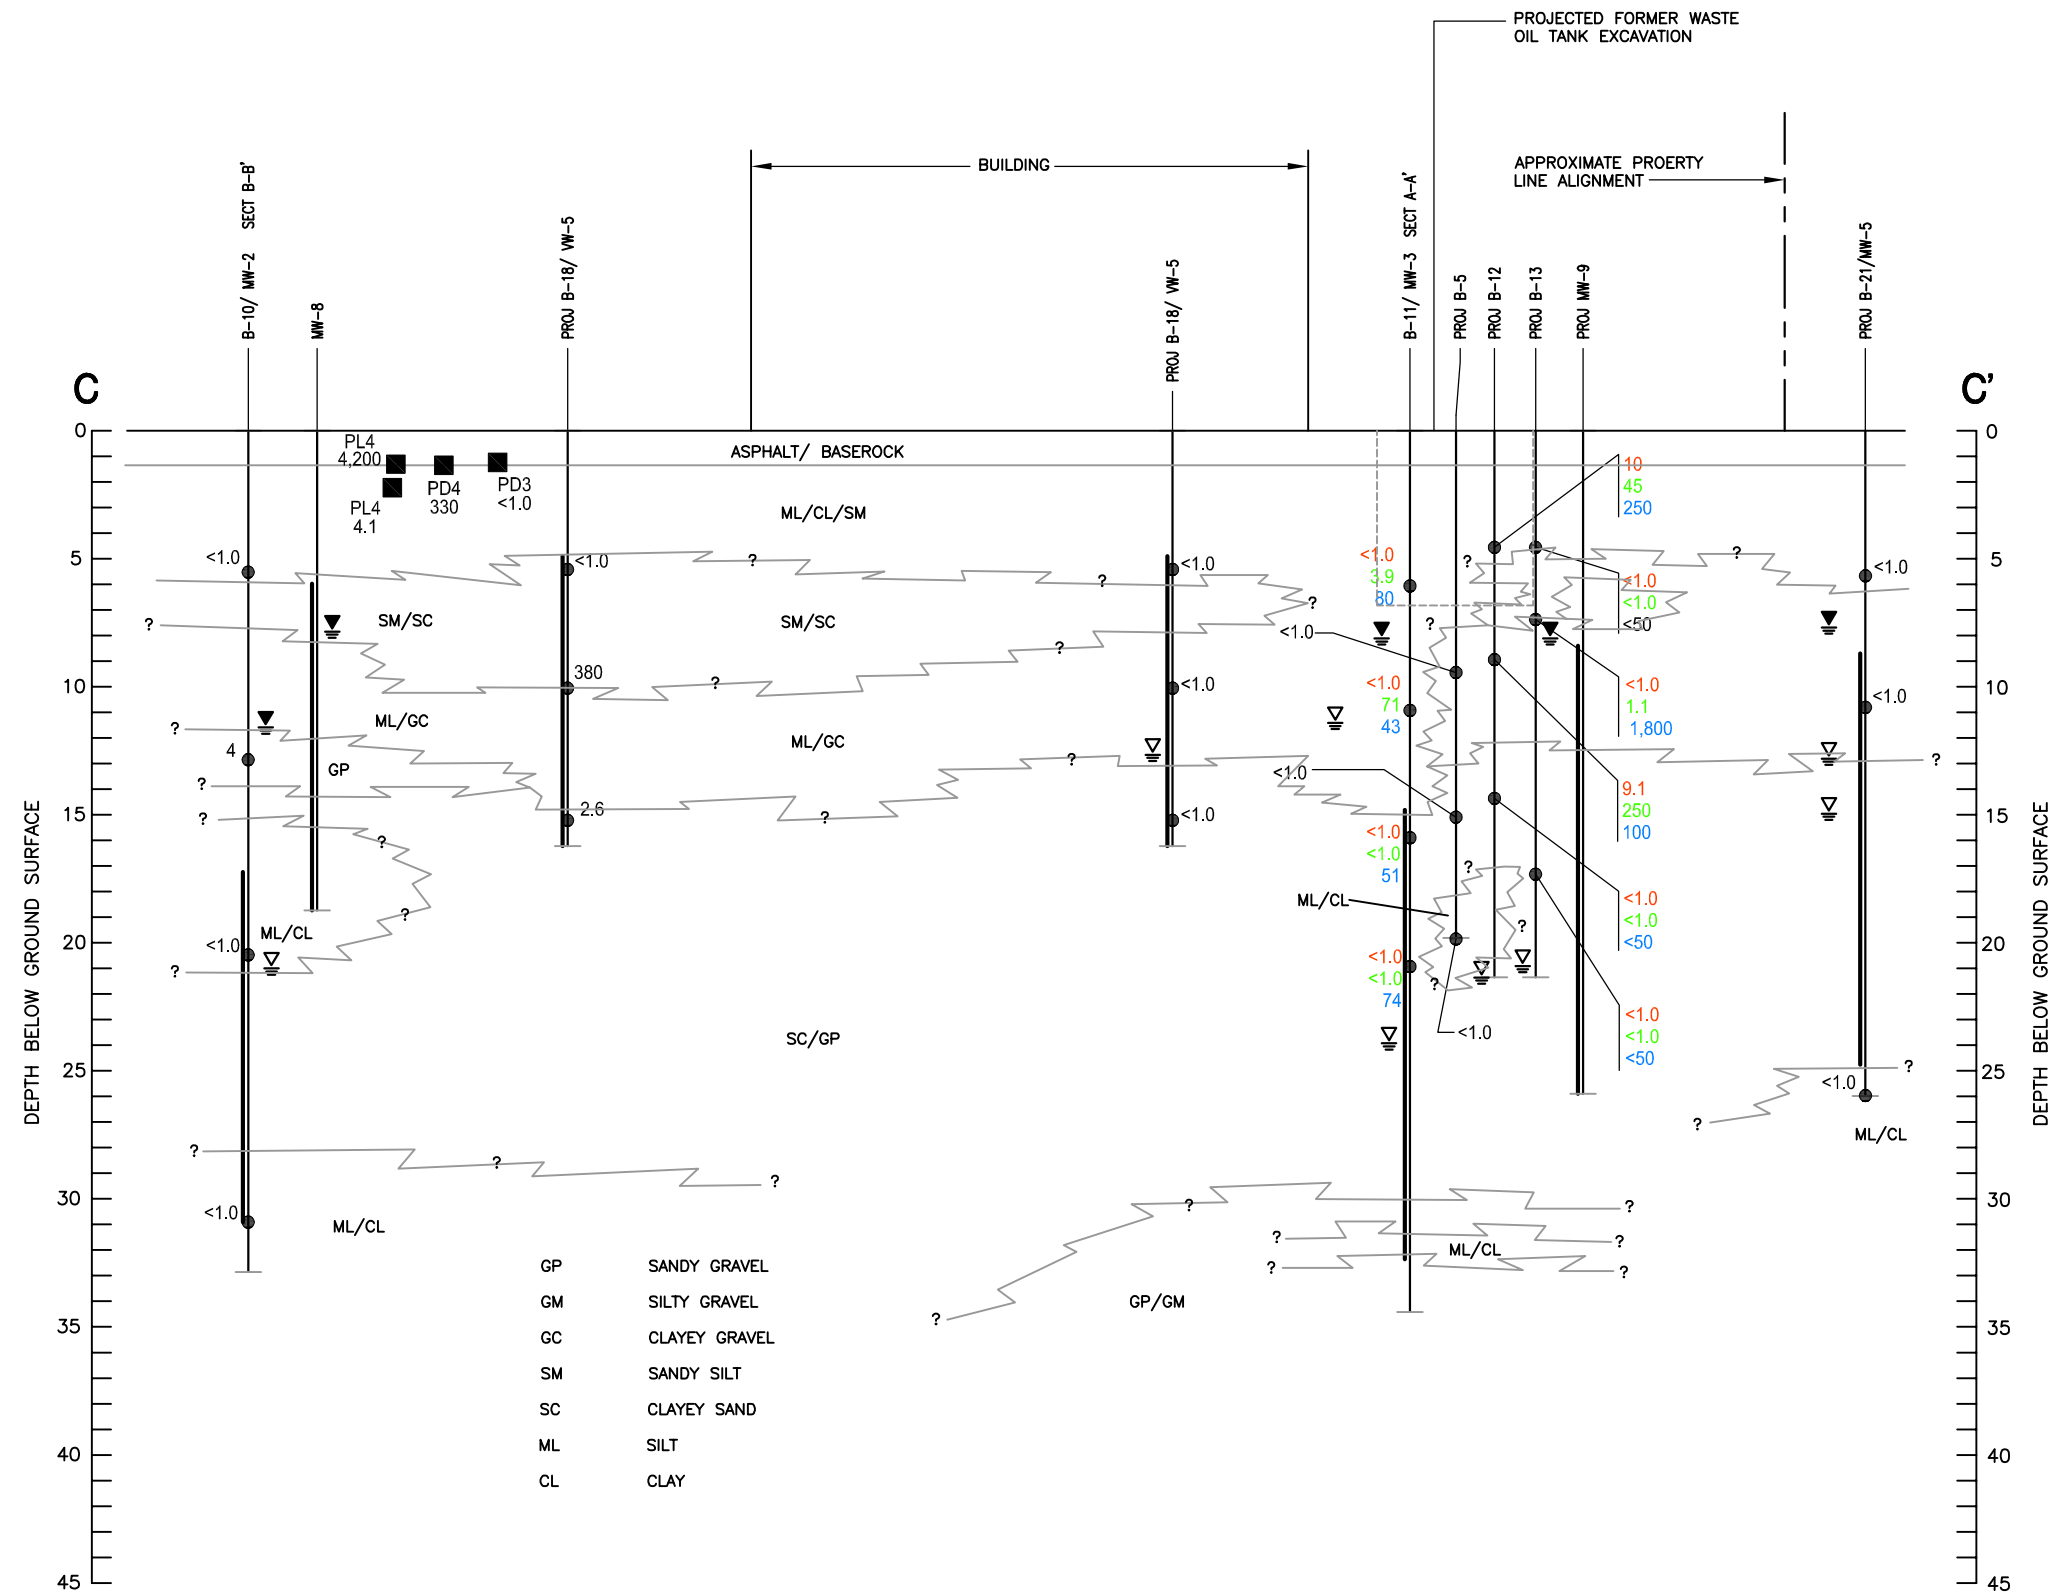 PROJECTED FORMER WASTE
OIL TANK EXCAVATION
BUILDING
APPROXIMATE PROERTY
LINE ALIGNMENT
B-10/ MW-2 SECT B-B'
MW-8
PROJ B-18/ VW-5
PROJ B-18/ VW-5
B-11/ MW-3 SECT A-A'
PROJ B-5
PROJ B-12
PROJ B-13
PROJ MW-9
PROJ B-21/MW-5
C
C'
DEPTH BELOW GROUND SURFACE
0
5
10
15
20
25
30
35
40
45
ASPHALT/ BASEROCK
PL4
4,200
PL4
4.1
PD4
330
PD3
<1.0
ML/CL/SM
<1.0
<1.0
<1.0
<1.0
3.9
80
10
45
250
<1.0
<1.0
<50
<1.0
? ? ? ? ?
SM/SC
SM/SC
? ? ? ?
<1.0
380
<1.0
<1.0
71
43
<1.0
1.1
1,800
<1.0
? ?
ML/GC
ML/GC
4
GP
? ? ?
<1.0
9.1
250
100
? ? ?
2.6
<1.0
<1.0
<1.0
51
? ?
ML/CL
<1.0
<1.0
<50
? ?
ML/CL
<1.0
<1.0
<1.0
74
? ?
SC/GP
<1.0
<1.0
<1.0
<50
?
<1.0
?
ML/CL
? ? ?
<1.0
ML/CL
? ?
? ?
ML/CL
? ?
GP/GM
?
GP SANDY GRAVEL
GM SILTY GRAVEL
GC CLAYEY GRAVEL
SM SANDY SILT
SC CLAYEY SAND
ML SILT
CL CLAY
0
5
10
15
20
25
30
35
40
45
DEPTH BELOW GROUND SURFACE